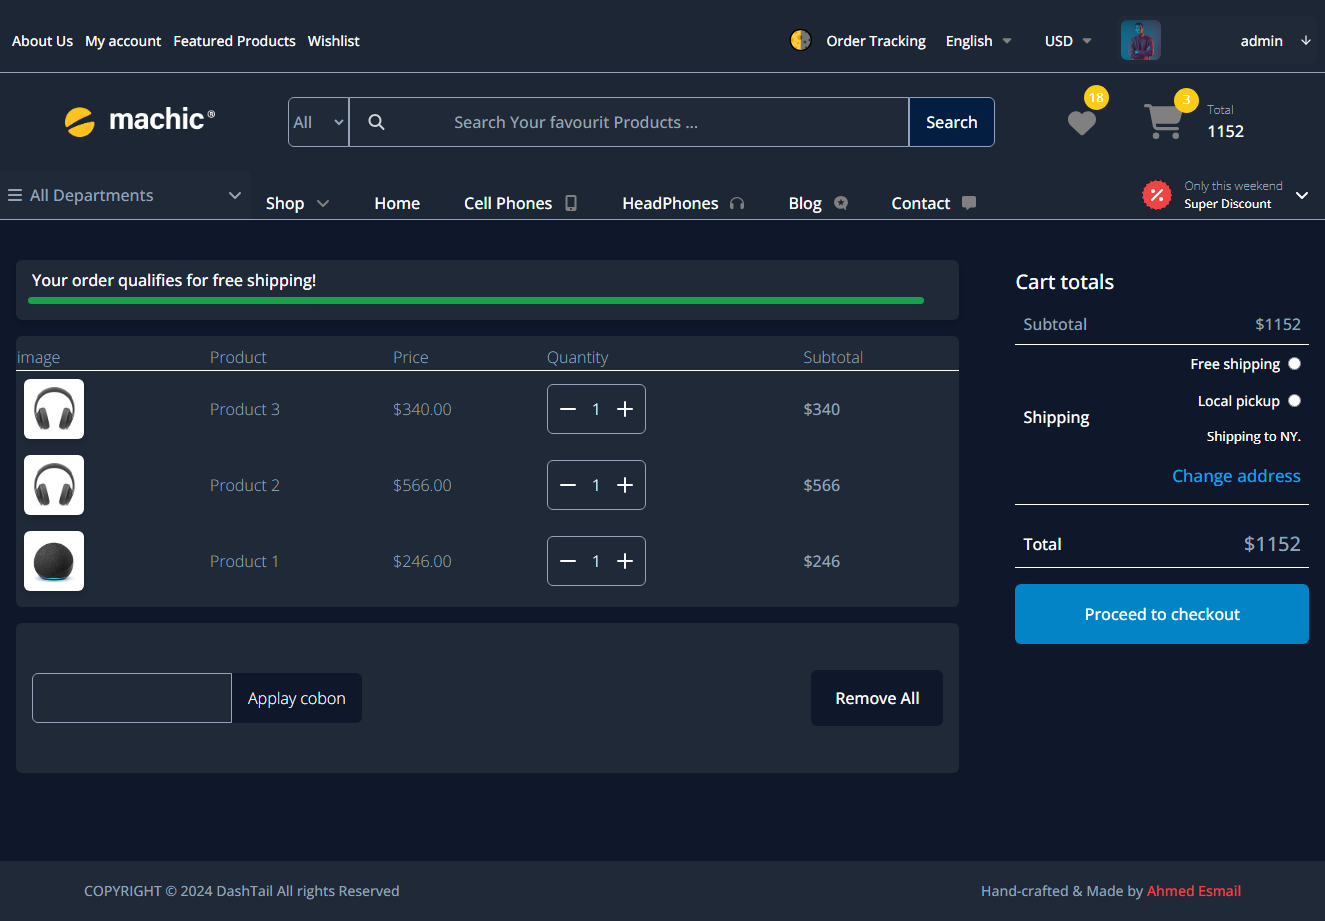 About Us My account Featured Products Wishlist Order Tracking English USD admin
machic® All Search Your favourit Products ... Search 18 3 Total
1152
All Departments Shop Home Cell Phones HeadPhones Blog Contact Only this weekend
Super Discount
Your order qualifies for free shipping!
image Product Price Quantity Subtotal
Product 3 $340.00 1 $340
Product 2 $566.00 1 $566
Product 1 $246.00 1 $246
Applay cobon Remove All
Cart totals
Subtotal $1152
Free shipping
Local pickup
Shipping
Shipping to NY.
Change address
Total $1152
Proceed to checkout
COPYRIGHT © 2024 DashTail All rights Reserved Hand-crafted & Made by Ahmed Esmail